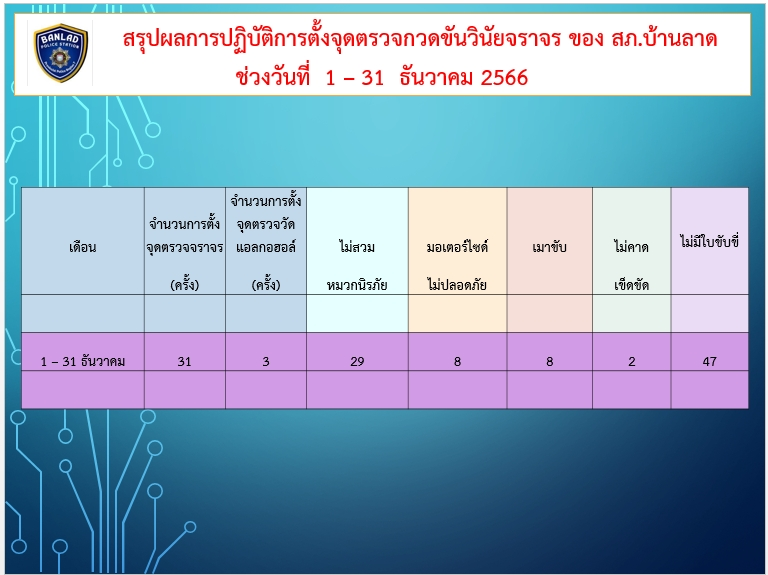 สรุปผลการปฏิบัติการตั้งจุดตรวจกวดขันวินัยจราจร ของ สภ.บ้านลาด
ช่วงวันที่ 1 – 31 ธันวาคม 2566
BANLAD
POLICE STATION
เดือน
จำนวนการตั้ง
จุดตรวจจราจร
(ครั้ง)
จำนวนการตั้ง
จุดตรวจวัด
แอลกอฮอล์
(ครั้ง)
ไม่สวม
หมวกนิรภัย
มอเตอร์ไซด์
ไม่ปลอดภัย
เมาขับ
ไม่คาด
เข็ดขัด
ไม่มีใบขับขี่
1 – 31 ธันวาคม 31 3 29 8 8 2 47